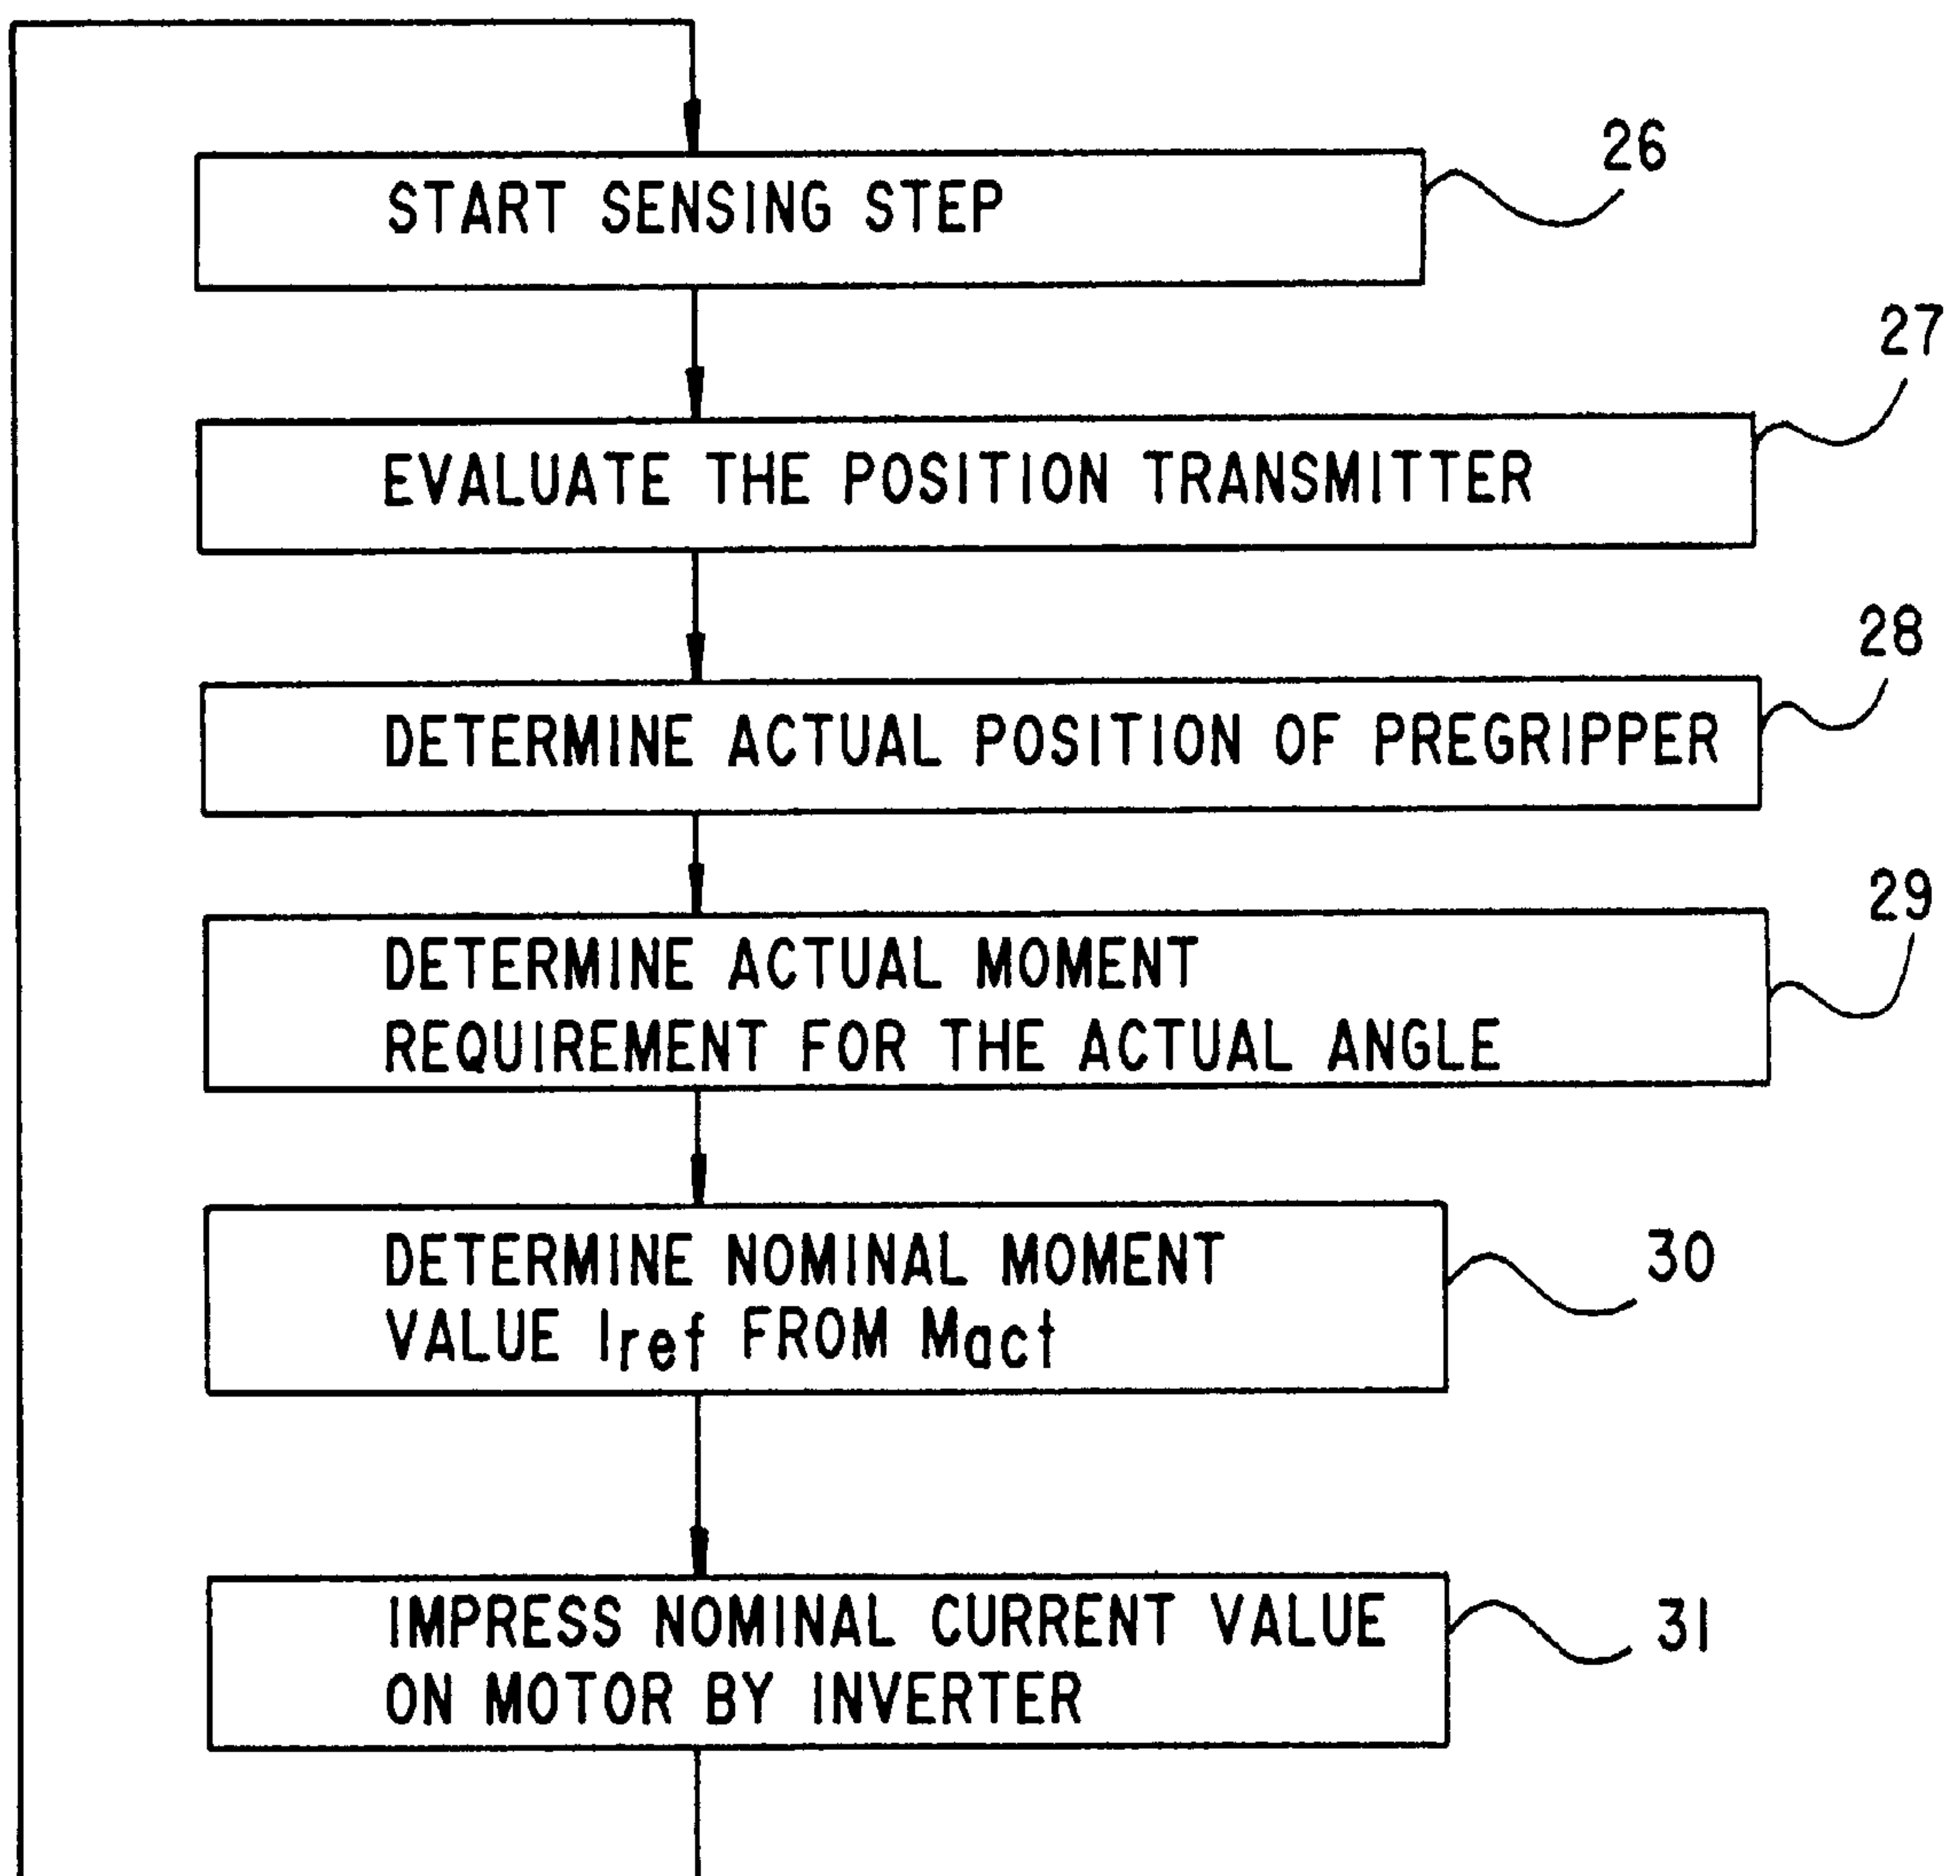 START SENSING STEP
26
EVALUATE THE POSITION TRANSMITTER
27
DETERMINE ACTUAL POSITION OF PREGRIPPER
28
DETERMINE ACTUAL MOMENT
REQUIREMENT FOR THE ACTUAL ANGLE
29
DETERMINE NOMINAL MOMENT
VALUE Iref FROM Mact
30
IMPRESS NOMINAL CURRENT VALUE
ON MOTOR BY INVERTER
31